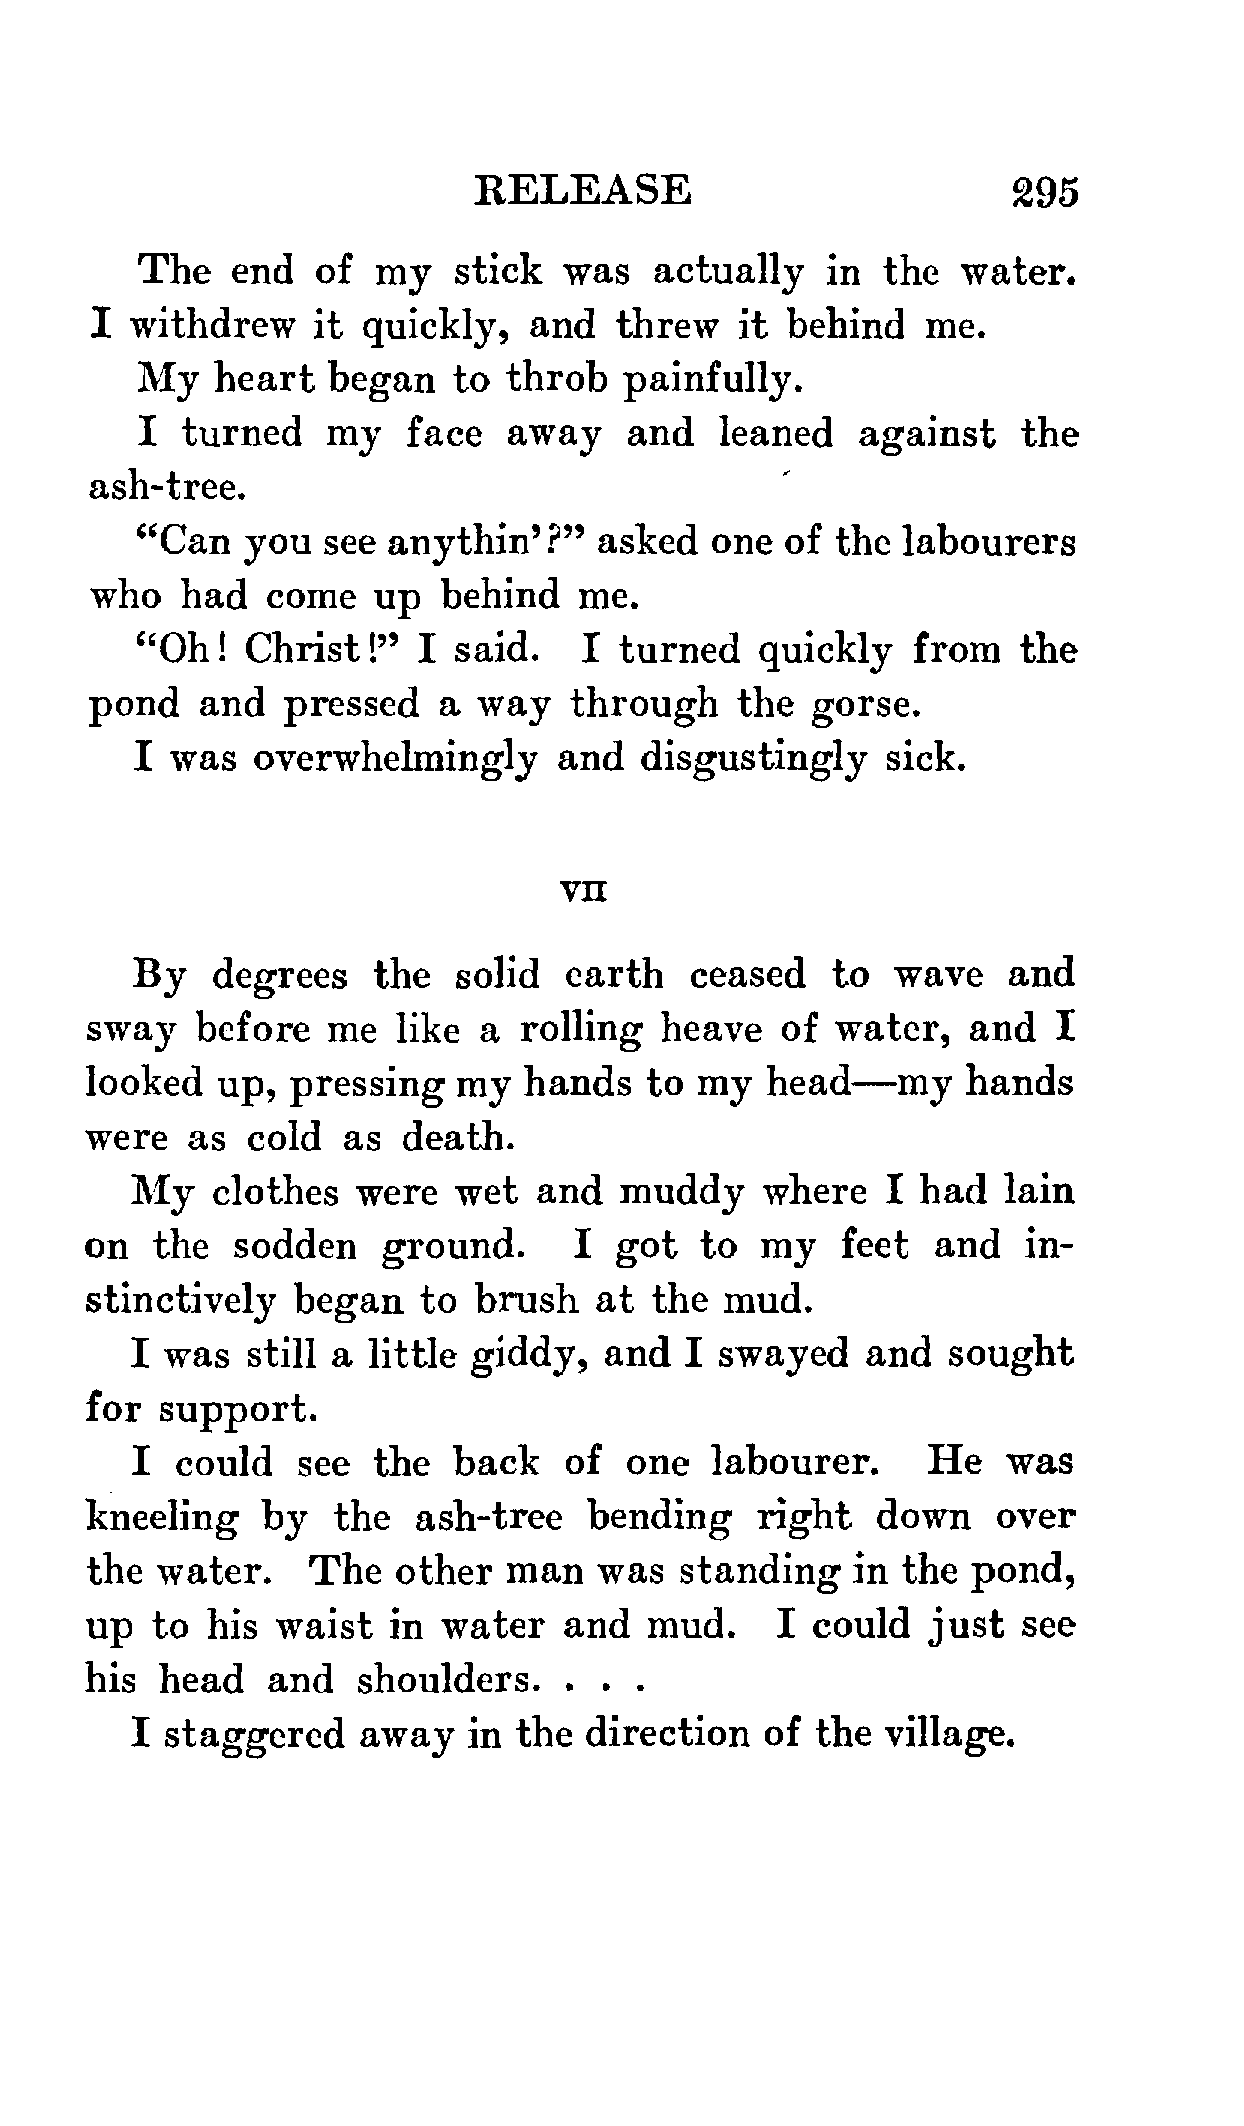 RELEASE 295
The end of my stick was actually in the water.
I withdrew it quickly, and threw it behind me.
My heart began to throb painfully.
I turned my face away and leaned against the
ash-tree.
“Can you see anythin’?” asked one of the labourers
who had come up behind me.
“Oh! Christ!” I said. I turned quickly from the
pond and pressed a way through the gorse.
I was overwhelmingly and disgustingly sick.
VII
By degrees the solid earth ceased to wave and
sway before me like a rolling heave of water, and I
looked up, pressing my hands to my head—my hands
were as cold as death.
My clothes were wet and muddy where I had lain
on the sodden ground. I got to my feet and in-
stinctively began to brush at the mud.
I was still a little giddy, and I swayed and sought
for support.
I could see the back of one labourer. He was
kneeling by the ash-tree bending right down over
the water. The other man was standing in the pond,
up to his waist in water and mud. I could just see
his head and shoulders. . . .
I staggered away in the direction of the village.